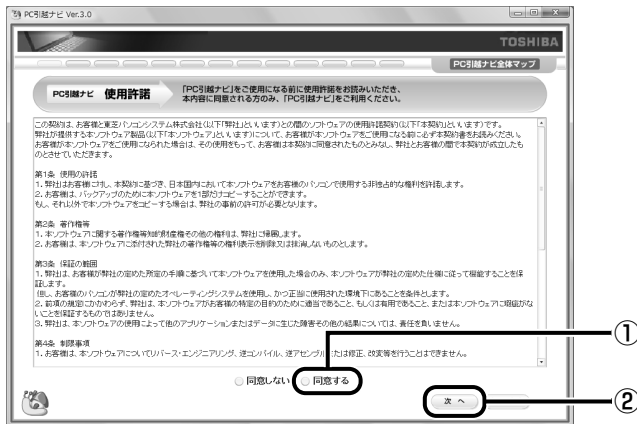 PC引越ナビ Ver.3.0
TOSHIBA
PC引越ナビ全体マップ
PC引越ナビ 使用許諾
「PC引越ナビ」をご使用になる前に使用許諾をお読みいただき、
本内容に同意される方のみ、「PC引越ナビ」をご利用ください。
この契約は、お客様と東芝パソコンシステム株式会社(以下「弊社」といいます)との間のソフトウェアの使用許諾契約(以下「本契約」といいます)です。
弊社が提供する本ソフトウェア製品(以下「本ソフトウェア」といいます)について、お客様が本ソフトウェアをご使用になる前に必ず本契約書をお読みください。
お客様が本ソフトウェアをご使用になられた場合は、その使用をもって、お客様は本契約に同意されたものとみなし、弊社とお客様の間で本契約が成立したも
のとさせていただきます。
第1条 使用の許諾
1. 弊社はお客様に対し、本契約に基づき、日本国内において本ソフトウェアをお客様のパソコンで使用する非独占的な権利を許諾します。
2. お客様は、バックアップのために本ソフトウェアを1部だけコピーすることができます。
もし、それ以外で本ソフトウェアをコピーする場合は、弊社の事前の許可が必要となります。
第2条 著作権等
1. 本ソフトウェアに関する著作権等知的財産権その他の権利は、弊社に帰属します。
2. お客様は、本ソフトウェアに添付された弊社の著作権等の権利表示を削除又は抹消しないものとします。
第3条 保証の範囲
1. 弊社は、お客様が弊社の定めた所定の手順に基づいて本ソフトウェアを使用した場合のみ、本ソフトウェアが弊社の定めた仕様に従って機能することを保
証します。
但し、お客様のパソコンが弊社の定めたオペレーティングシステムを使用し、かつ正当に使用された環境下にあることを条件とします。
2. 前項の規定にかかわらず、弊社は、本ソフトウェアがお客様の特定の目的のために適当であること、もしくは有用であること、または本ソフトウェアに瑕疵がな
いことを保証するものではありません。
3. 弊社は、本ソフトウェアの使用によって他のアプリケーションまたはデータに生じた障害その他の結果については、責任を負いません。
第4条 制限事項
1. お客様は、本ソフトウェアについてリバース・エンジニアリング、逆コンパイル、逆アセンブル または修正、改変等を行うことはできません。
同意しない 同意する
①
次 へ
②